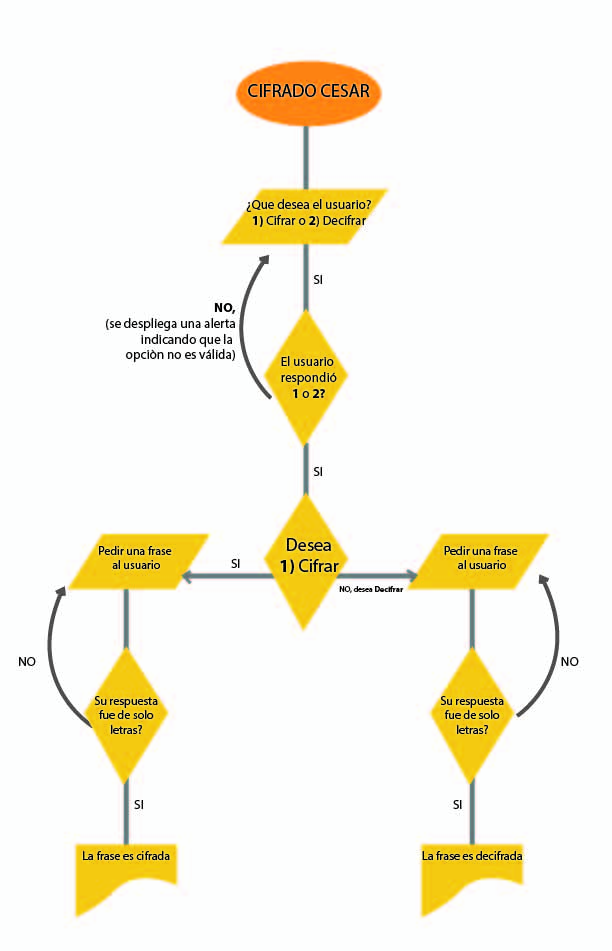 CIFRADO CESAR
¿Que desea el usuario?
1) Cifrar o 2) Decifrar
SI
NO,
(se despliega una alerta
indicando que la
opciòn no es válida)
El usuario
respondió
1 o 2?
SI
Desea
1) Cifrar
SI
NO, desea Decifrar
Pedir una frase
al usuario
Pedir una frase
al usuario
NO
NO
Su respuesta
fue de solo
letras?
Su respuesta
fue de solo
letras?
SI
SI
La frase es cifrada
La frase es decifrada